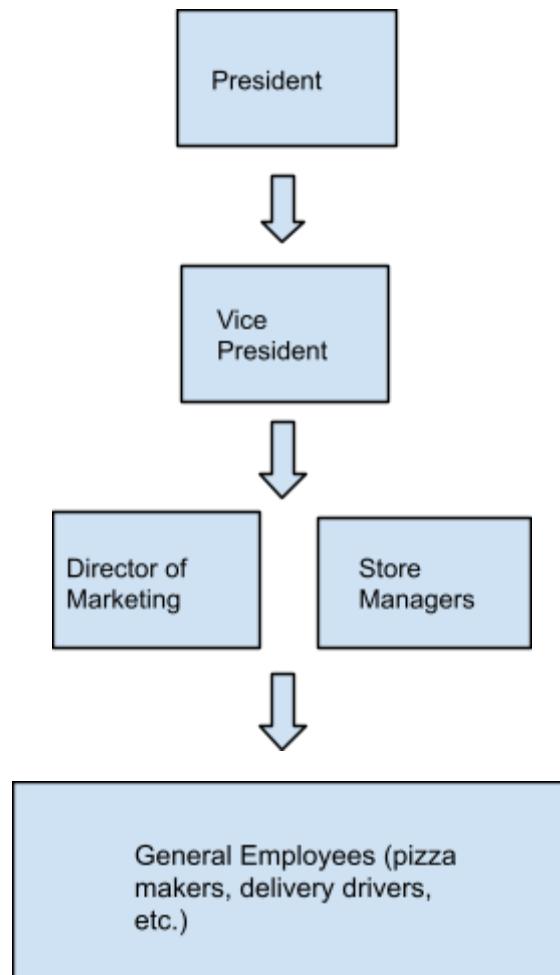 President
Vice
President
Director of
Marketing
Store
Managers
General Employees (pizza
makers, delivery drivers,
etc.)